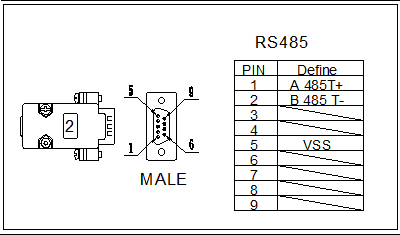 RS485
PIN Define
1 A 485T+
2 B 485 T-
3
4
5 VSS
6
7
8
9
2
5 9
1 6
MALE